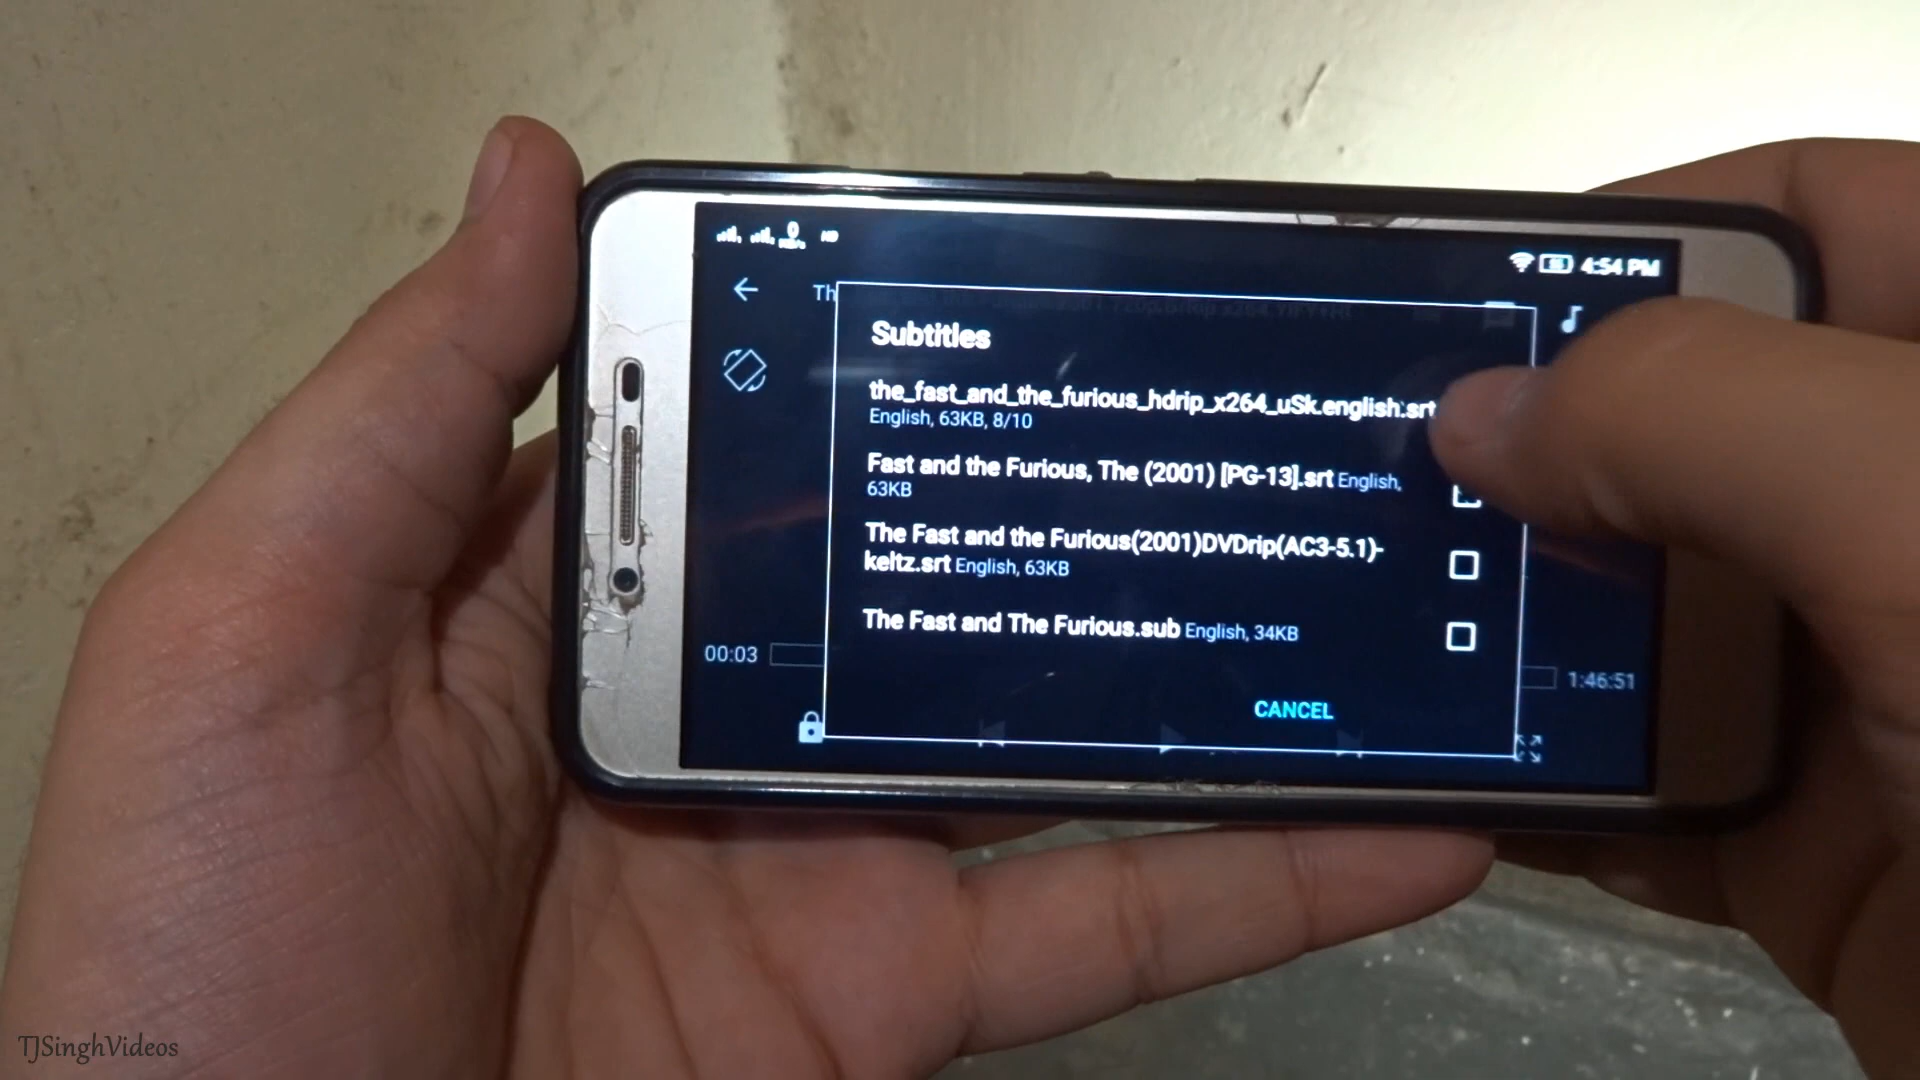 4:54 PM
Th
Subtitles
the_fast_and_the_furious_hdrip_x264_uSk.english.srt
English, 63KB, 8/10
Fast and the Furious, The (2001) [PG-13].srt English,
63KB
The Fast and the Furious(2001)DVDrip(AC3-5.1)-
keltz.srt English, 63KB
The Fast and The Furious.sub English, 34KB
00:03
1:46:51
CANCEL
TJSinghVideos